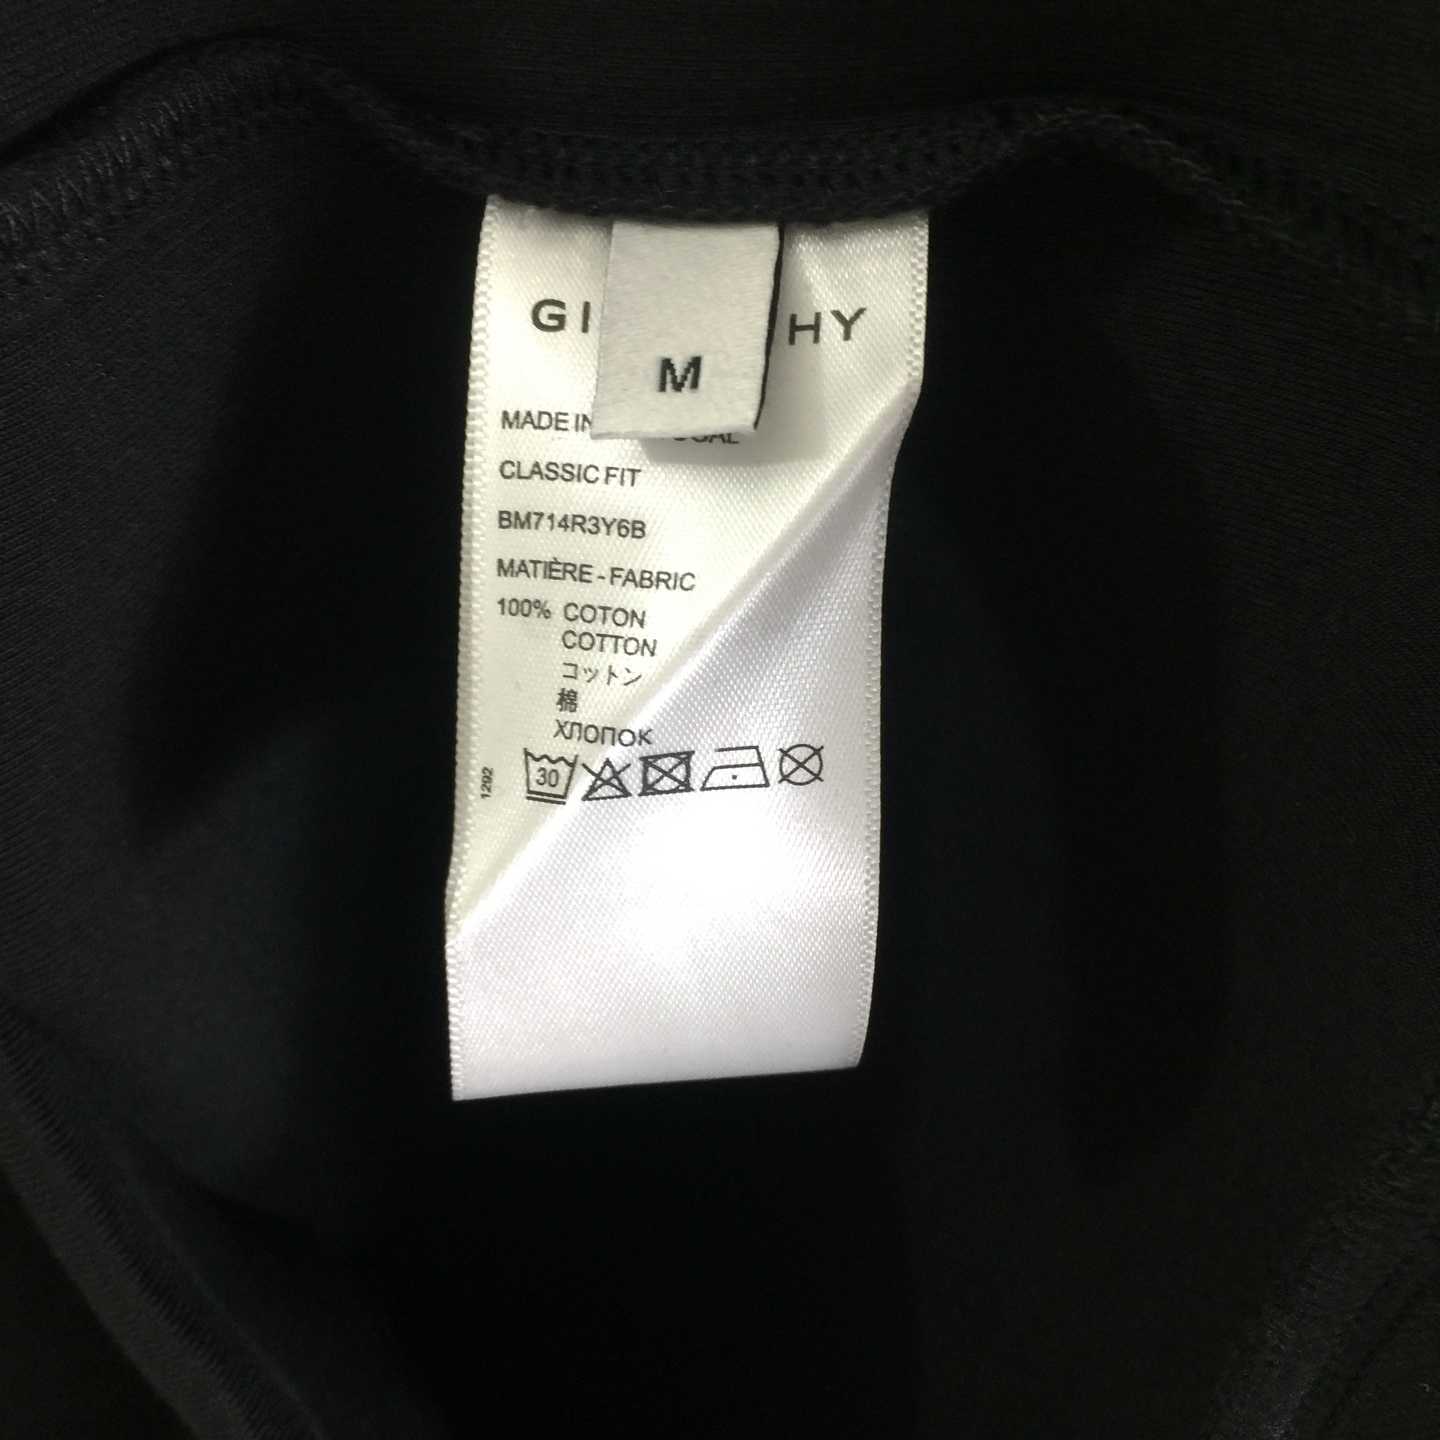 GI HY
M
MADE IN
CLASSIC FIT
BM714R3Y6B
MATIÈRE - FABRIC
100% COTON
COTTON
コットン
棉
ХЛОПОК
1292
30